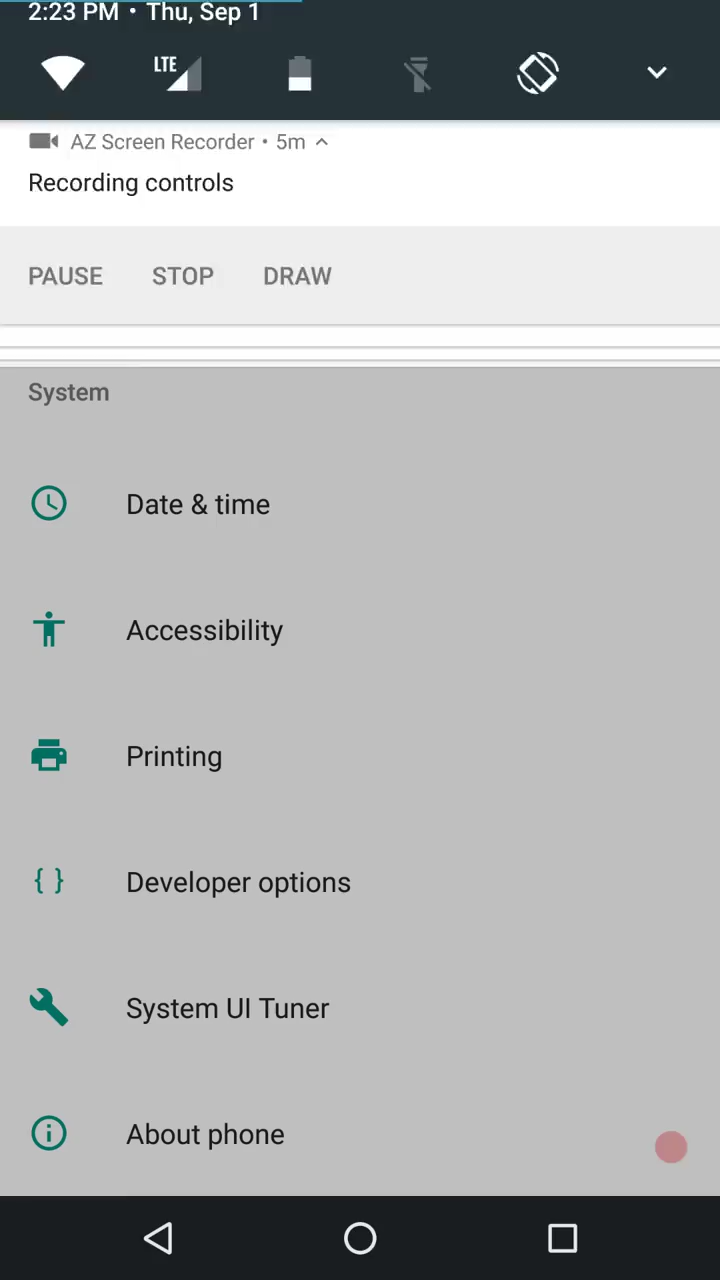 2:23 PM • Thu, Sep 1
LTE
AZ Screen Recorder • 5m
Recording controls
PAUSE STOP DRAW
System
Date & time
Accessibility
Printing
Developer options
System UI Tuner
About phone